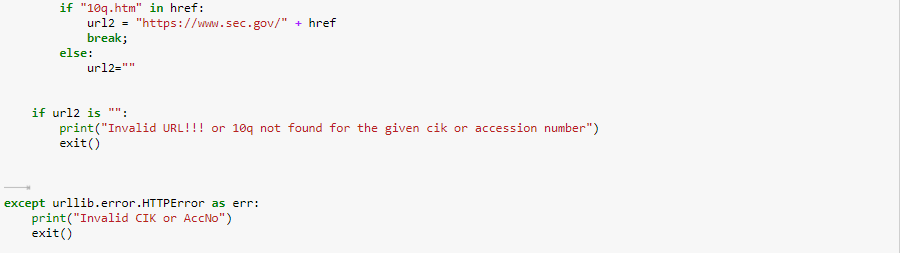 if "10q.htm" in href:
url2 = "https://www.sec.gov/" + href
break;
else:
url2=""
if url2 is "":
print("Invalid URL!!! or 10q not found for the given cik or accession number")
exit()
except urllib.error.HTTPError as err:
print("Invalid CIK or AccNo")
exit()